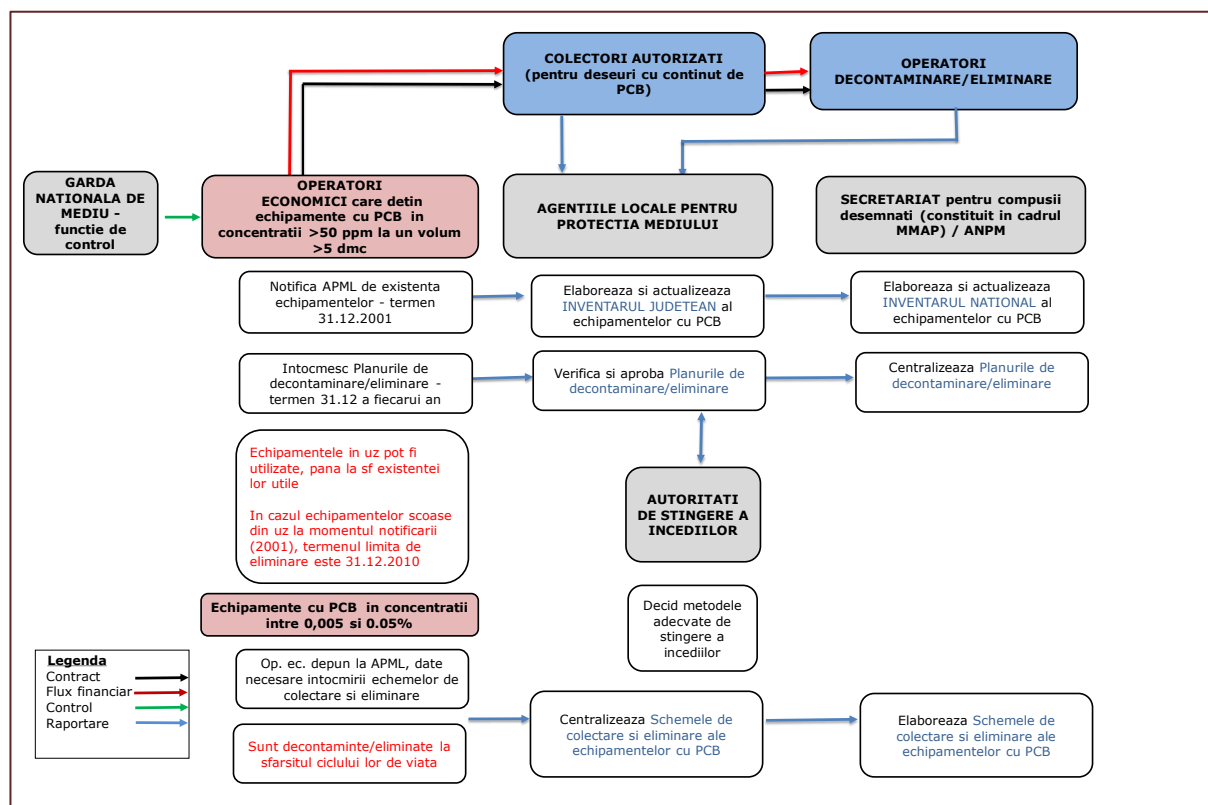 COLECTORI AUTORIZATI
(pentru deseuri cu continut de
PCB)
OPERATORI
DECONTAMINARE/ELIMINARE
GARDA
NATIONALA DE
MEDIU -
functie de
control
OPERATORI
ECONOMICI care detin
echipamente cu PCB in
concentratii >50 ppm la un volum
>5 dmc
AGENTIILE LOCALE PENTRU
PROTECTIA MEDIULUI
SECRETARIAT pentru compusii
desemnati (constituit in cadrul
MMAP) / ANPM
Notifica APML de existenta
echipamentelor - termen
31.12.2001
Elaboreaza si actualizeaza
INVENTARUL JUDETEAN al
echipamentelor cu PCB
Elaboreaza si actualizeaza
INVENTARUL NATIONAL al
echipamentelor cu PCB
Intocmesc Planurile de
decontaminare/eliminare -
termen 31.12 a fiecarui an
Verifica si aproba Planurile de
decontaminare/eliminare
Centralizeaza Planurile de
decontaminare/eliminare
Echipamentele in uz pot fi
utilizate, pana la sf existentei
lor utile
In cazul echipamentelor scoase
din uz la momentul notificarii
(2001), termenul limita de
eliminare este 31.12.2010
AUTORITATI
DE STINGERE A
INCEDIILOR
Echipamente cu PCB in concentratii
intre 0,005 si 0.05%
Decid metodele
adecvate de
stingere a
incediilor
Legenda
Contract
Flux financiar
Control
Raportare
Op. ec. depun la APML, date
necesare intocmirii echemelor de
colectare si eliminare
Sunt decontaminte/eliminate la
sfarsitul ciclului lor de viata
Centralizeaza Schemele de
colectare si eliminare ale
echipamentelor cu PCB
Elaboreaza Schemele de
colectare si eliminare ale
echipamentelor cu PCB